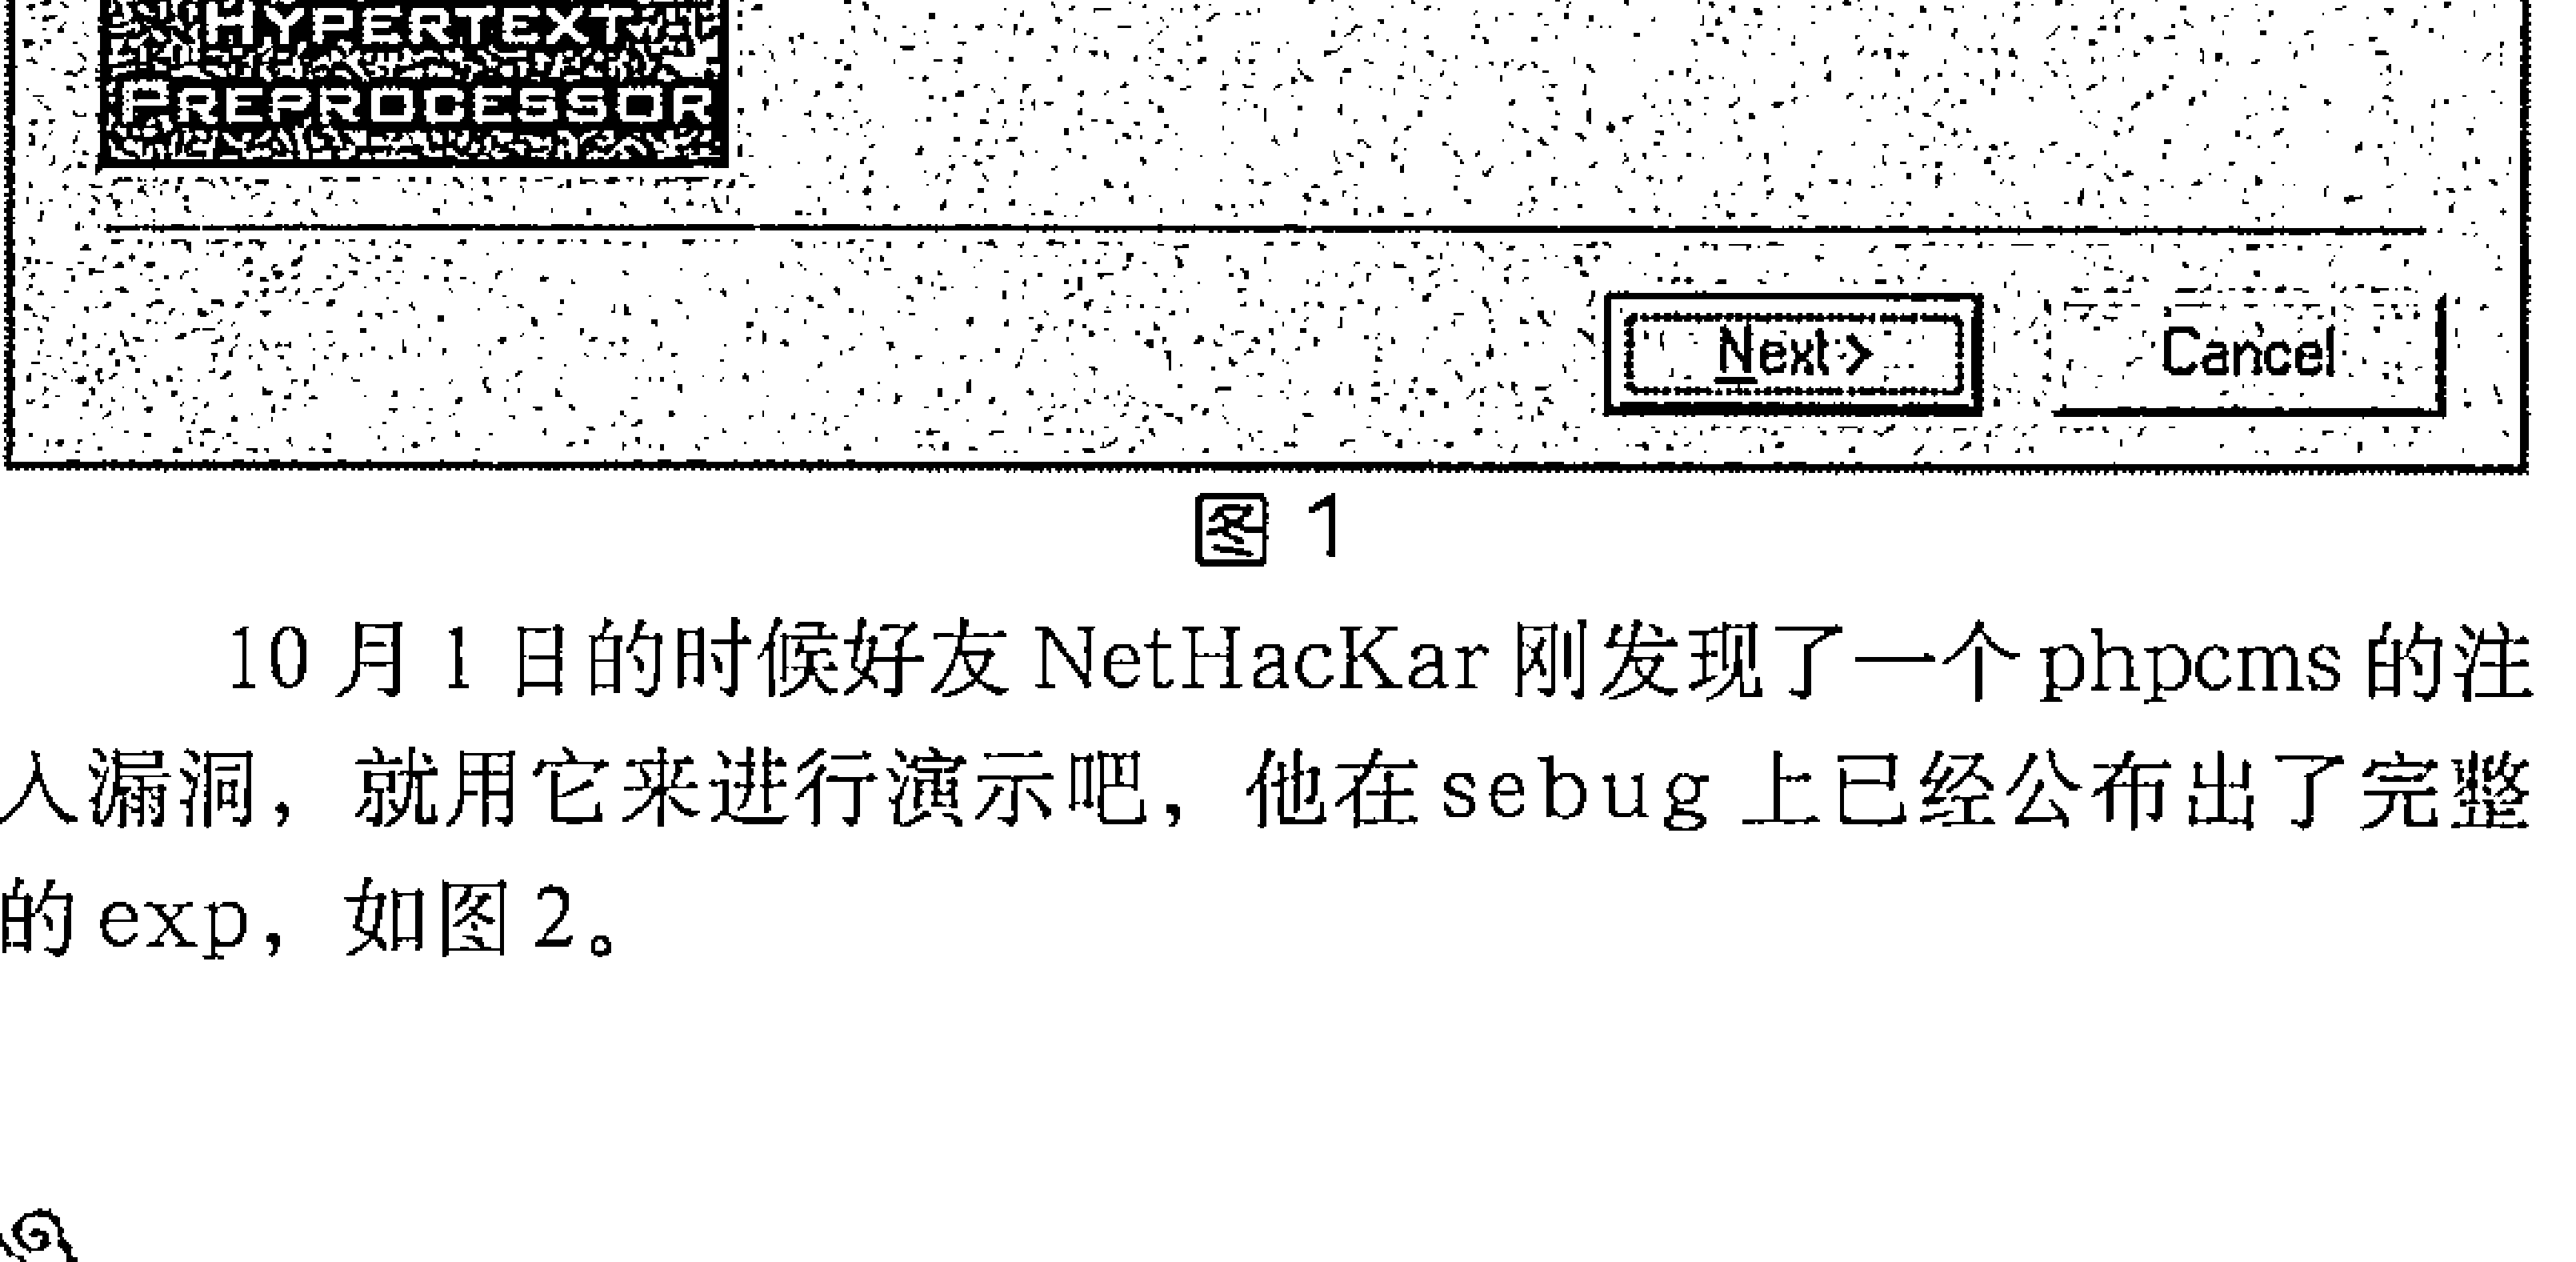 HYPERTEXT
PREPROCESSOR
Next > Cancel
图 1
10 月 1 日的时候好友 NetHacKar 刚发现了一个 phpcms 的注
入漏洞，就用它来进行演示吧，他在 sebug 上已经公布出了完整
的 exp，如图 2。